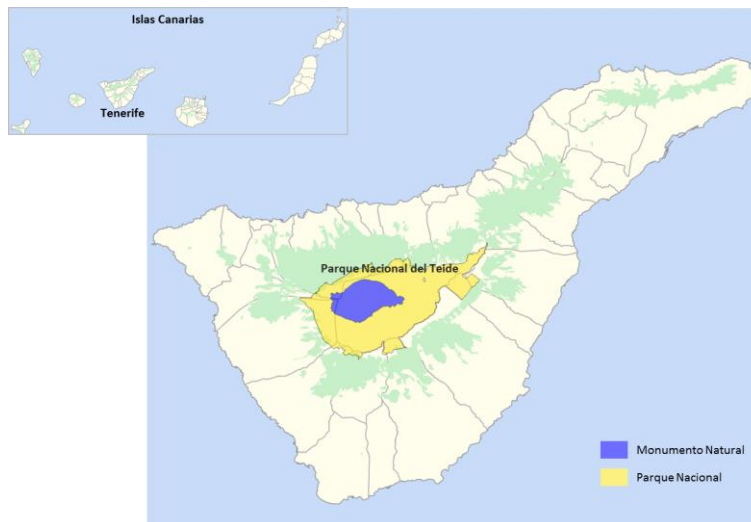 Islas Canarias
Tenerife
Parque Nacional del Teide
Monumento Natural
Parque Nacional